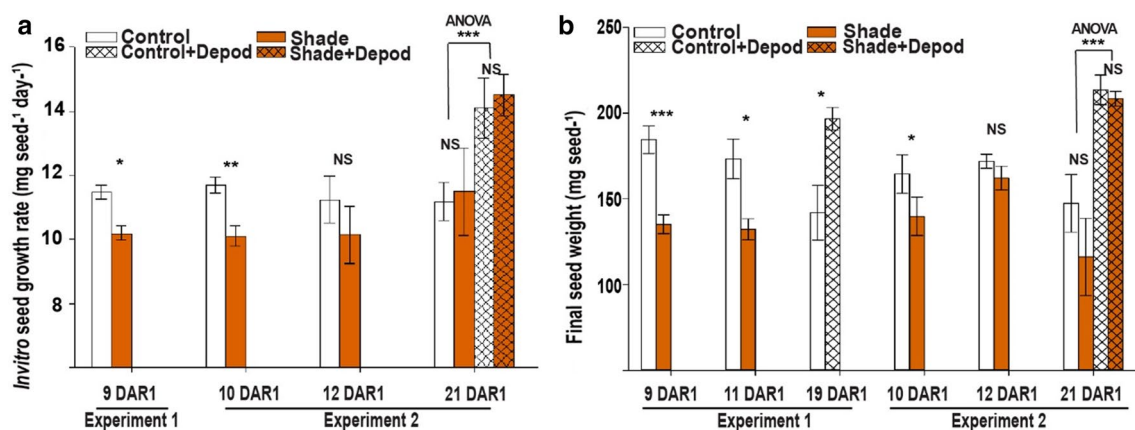 a
ANOVA
***
16
Control
Shade
Control+Depod
Shade+Depod
NS
14
12
10
8
*
**
NS
NS
Invitro seed growth rate (mg seed-¹ day-¹)
9 DAR1
10 DAR1
12 DAR1
21 DAR1
Experiment 1
Experiment 2
b
ANOVA
***
250
Control
Shade
Control+Depod
Shade+Depod
NS
200
150
100
***
*
*
*
NS
NS
Final seed weight (mg seed-¹)
9 DAR1
11 DAR1
19 DAR1
10 DAR1
12 DAR1
21 DAR1
Experiment 1
Experiment 2